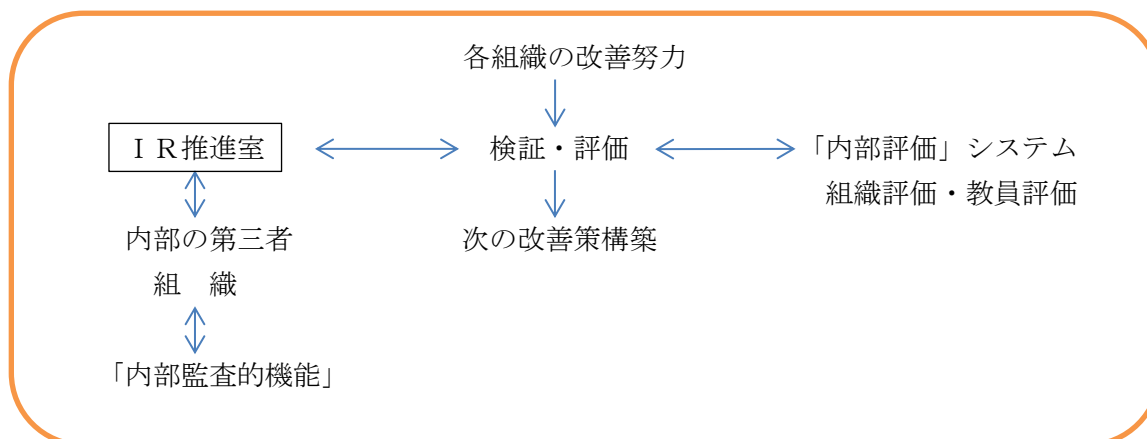 各組織の改善努力
ＩＲ推進室
検証・評価
「内部評価」システム
組織評価・教員評価
内部の第三者
組　織
次の改善策構築
「内部監査的機能」